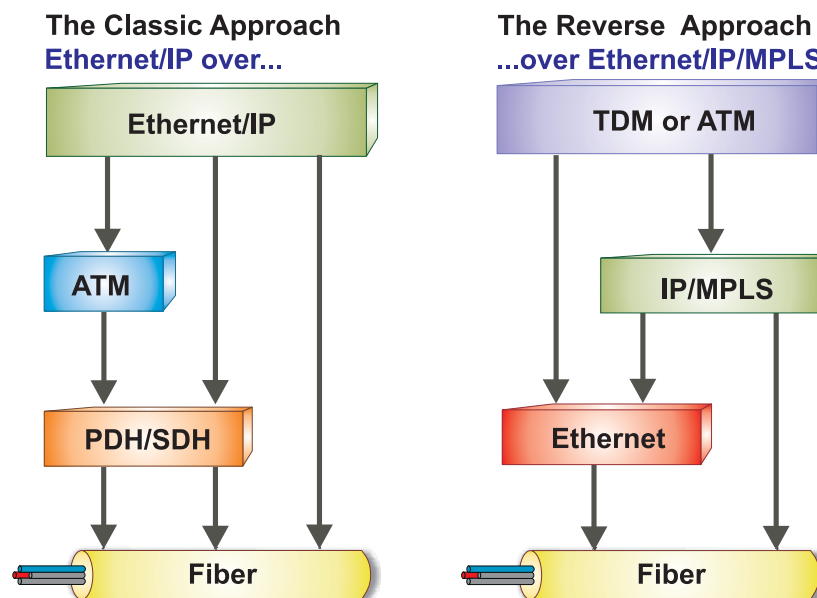 The Classic Approach
Ethernet/IP over...
Ethernet/IP
ATM
PDH/SDH
Fiber
The Reverse Approach
...over Ethernet/IP/MPLS
TDM or ATM
IP/MPLS
Ethernet
Fiber